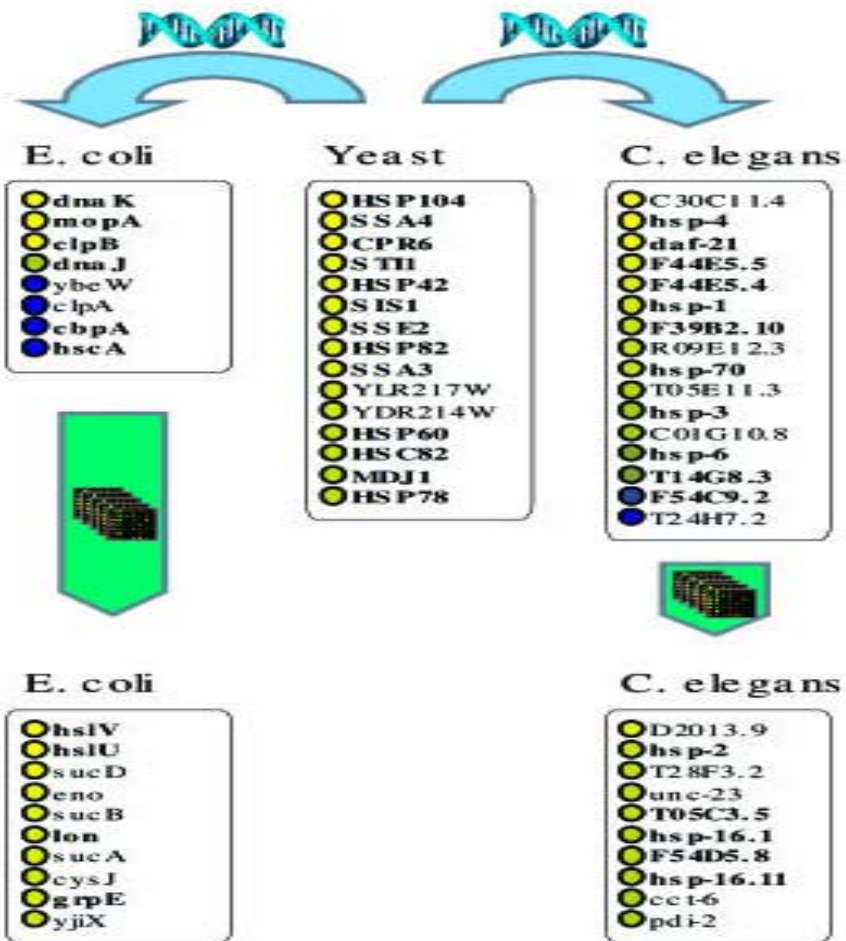 E. coli
dnaK
mopA
clpB
dnaJ
ybeW
clpA
cbpA
hscA
Yeast
HSP104
SSA4
CPR6
STI1
HSP42
SIS1
SSE2
HSP82
SSA3
YLR217W
YDR214W
HSP60
HSC82
MDJ1
HSP78
C. elegans
C30C11.4
hsp-4
daf-21
F44E5.5
F44E5.4
hsp-1
F39B2.10
R09E12.3
hsp-70
T05E11.3
hsp-3
C01G10.8
hsp-6
T14G8.3
F54C9.2
T24H7.2
E. coli
hslV
hslU
sucD
eno
sucB
lon
sucA
cysJ
grpE
yjiX
C. elegans
D2013.9
hsp-2
T28F3.2
unc-23
T05C3.5
hsp-16.1
F54D5.8
hsp-16.11
cct-6
pdi-2